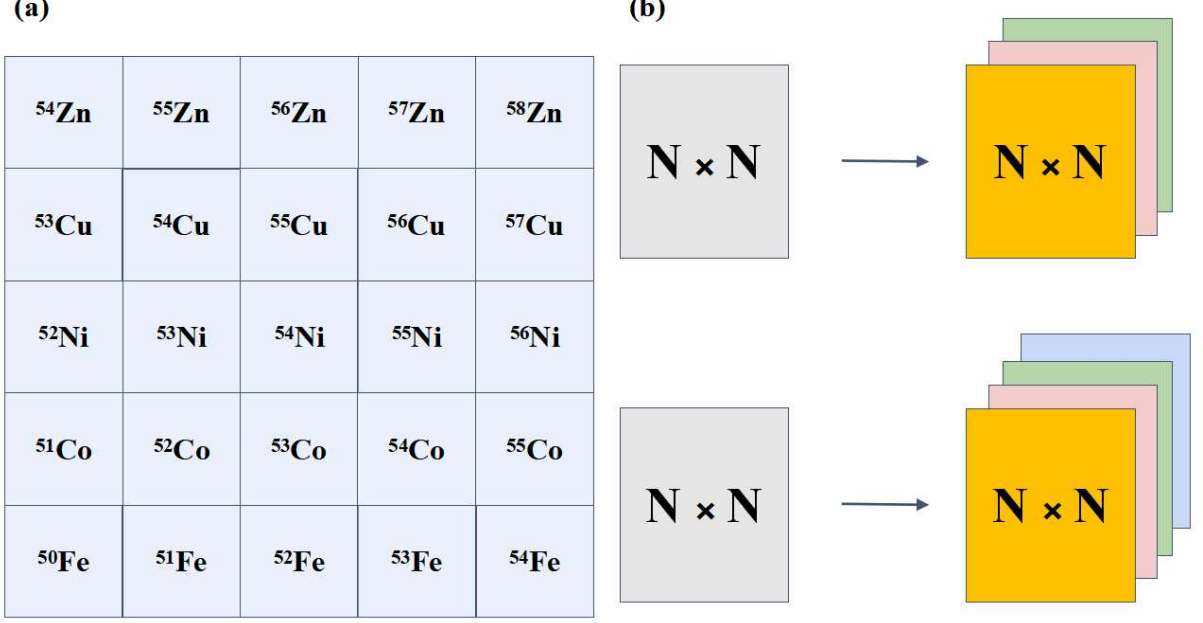 (a)
(b)
⁵⁴Zn ⁵⁵Zn ⁵⁶Zn ⁵⁷Zn ⁵⁸Zn
⁵³Cu ⁵⁴Cu ⁵⁵Cu ⁵⁶Cu ⁵⁷Cu
⁵²Ni ⁵³Ni ⁵⁴Ni ⁵⁵Ni ⁵⁶Ni
⁵¹Co ⁵²Co ⁵³Co ⁵⁴Co ⁵⁵Co
⁵⁰Fe ⁵¹Fe ⁵²Fe ⁵³Fe ⁵⁴Fe
N × N
N × N
N × N
N × N